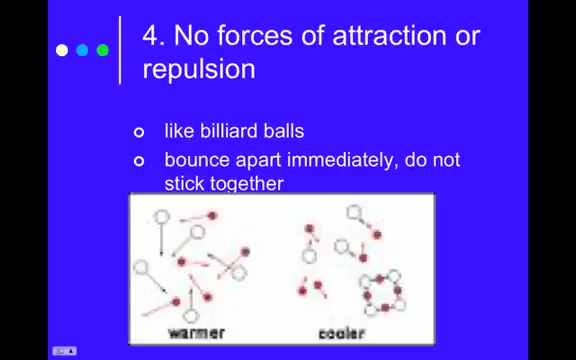 4. No forces of attraction or
repulsion
like billiard balls
bounce apart immediately, do not
stick together
warmer
cooler